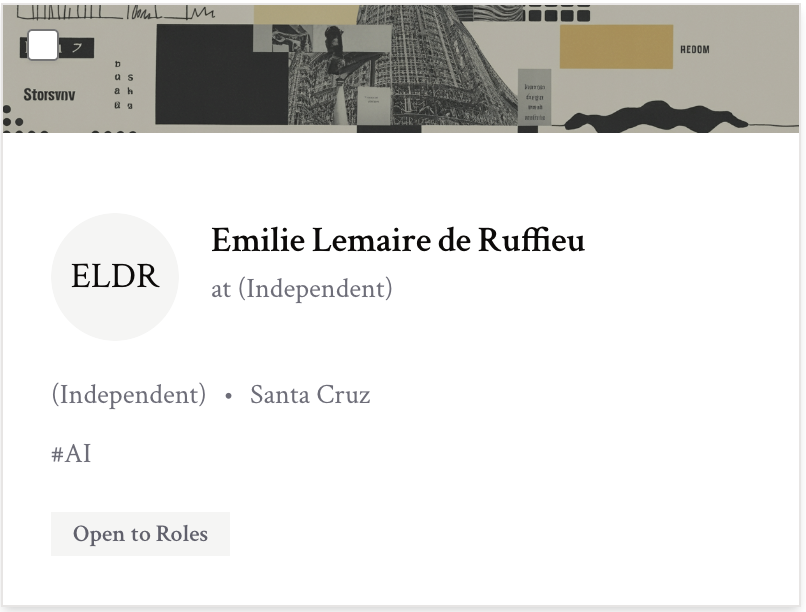 Storsvnv
REDOM
ELDR
Emilie Lemaire de Ruffieu
at (Independent)
(Independent) • Santa Cruz
#AI
Open to Roles